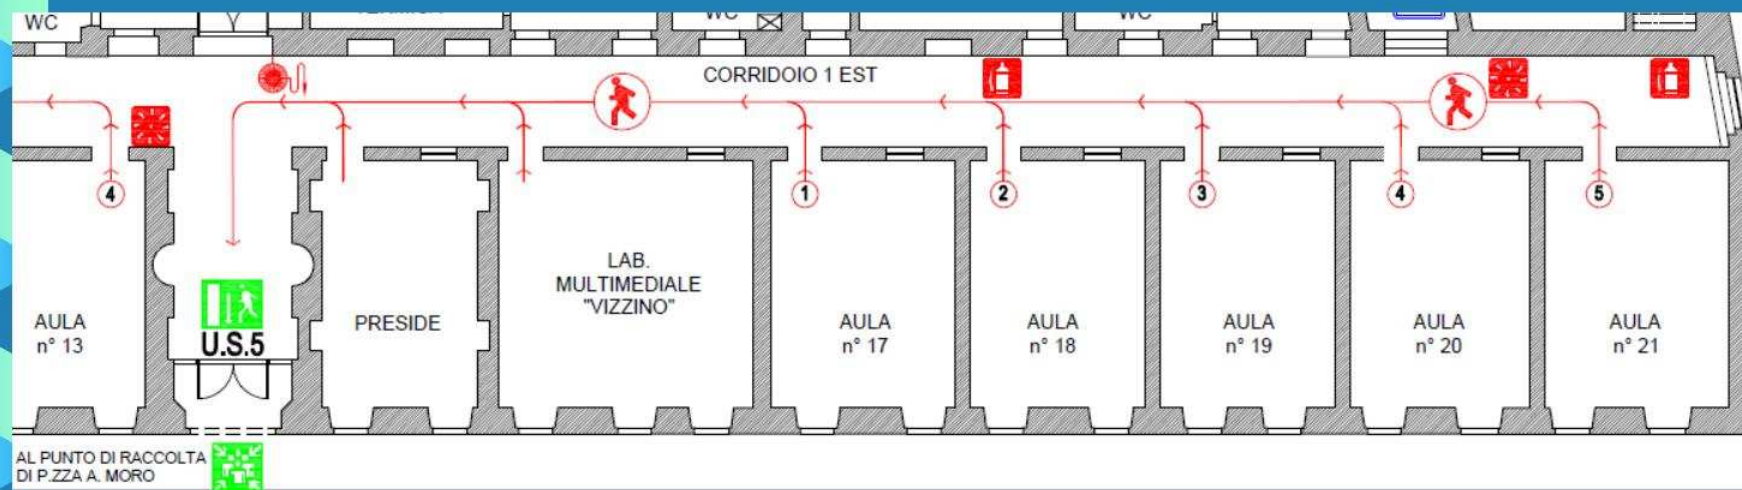 WC
WC
WC
CORRIDOIO 1 EST
4
1
2
3
4
5
LAB.
MULTIMEDIALE
"VIZZINO"
AULA
n° 13
U.S.5
PRESIDE
AULA
n° 17
AULA
n° 18
AULA
n° 19
AULA
n° 20
AULA
n° 21
AL PUNTO DI RACCOLTA
DI P.ZZA A. MORO